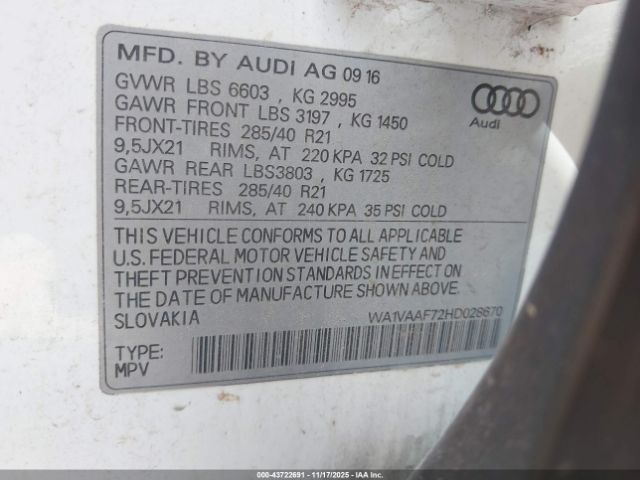 MFD. BY AUDI AG 09 16
GVWR LBS 6603 , KG 2995
GAWR FRONT LBS 3197 , KG 1450
FRONT-TIRES 285/40 R21
9,5JX21 RIMS, AT 220 KPA 32 PSI COLD
GAWR REAR LBS3803 , KG 1725
REAR-TIRES 285/40 R21
9,5JX21 RIMS, AT 240 KPA 35 PSI COLD
Audi
THIS VEHICLE CONFORMS TO ALL APPLICABLE
U.S. FEDERAL MOTOR VEHICLE SAFETY AND
THEFT PREVENTION STANDARDS IN EFFECT ON
THE DATE OF MANUFACTURE SHOWN ABOVE.
SLOVAKIA WA1VAAF72HD028670
TYPE:
MPV
000-43722691 - 11/17/2025 - IAAI.CA